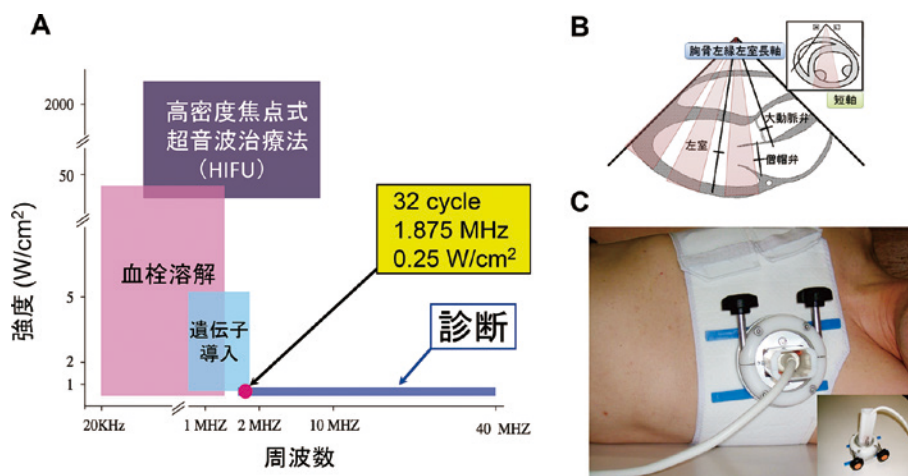 A
強度 (W/cm²)
2000
50
5
2
1
高密度焦点式
超音波治療法
(HIFU)
血栓溶解
遺伝子
導入
32 cycle
1.875 MHz
0.25 W/cm²
診断
20KHz
1 MHZ
2 MHZ
10 MHZ
40 MHZ
周波数
B
胸骨左縁左室長軸
短軸
大動脈弁
左室
僧帽弁
C